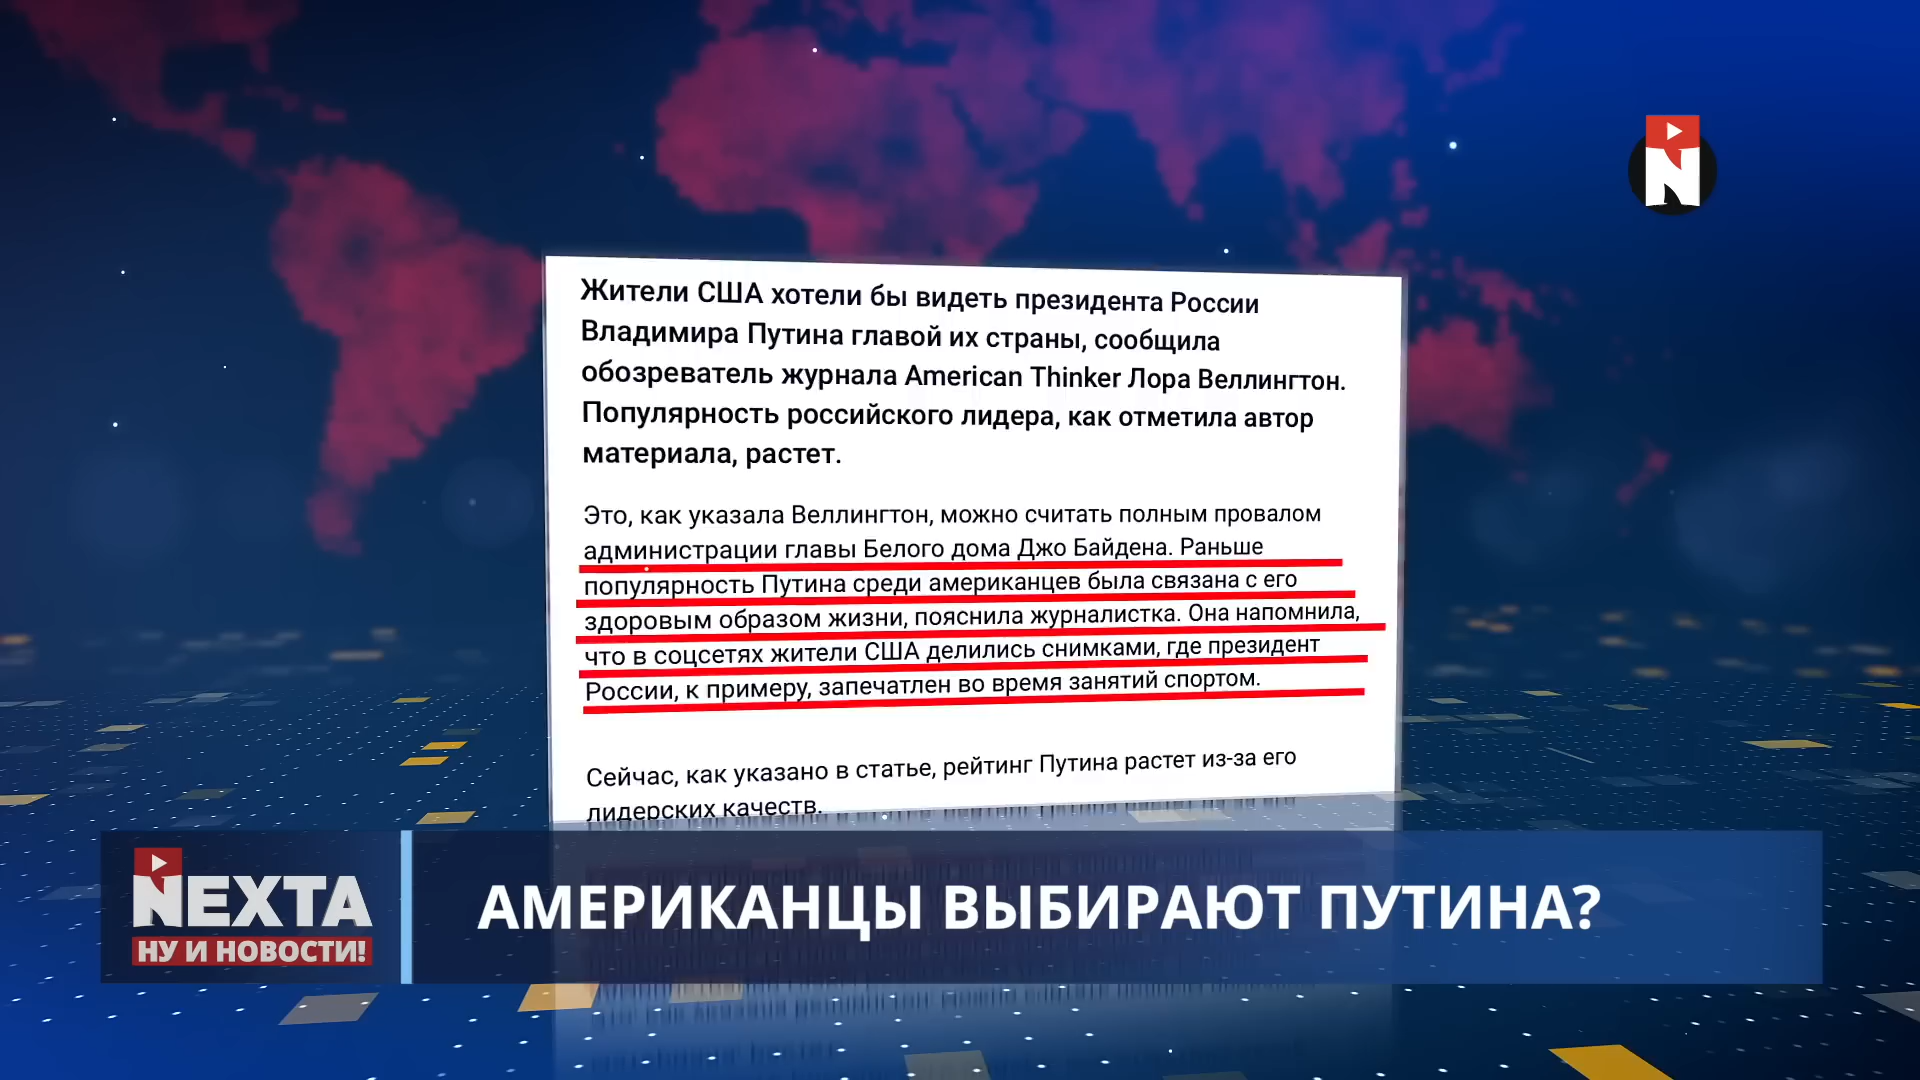 N
Жители США хотели бы видеть президента России
Владимира Путина главой их страны, сообщила
обозреватель журнала American Thinker Лора Веллингтон.
Популярность российского лидера, как отметила автор
материала, растет.
Это, как указала Веллингтон, можно считать полным провалом
администрации главы Белого дома Джо Байдена. Раньше
популярность Путина среди американцев была связана с его
здоровым образом жизни, пояснила журналистка. Она напомнила,
что в соцсетях жители США делились снимками, где президент
России, к примеру, запечатлен во время занятий спортом.
Сейчас, как указано в статье, рейтинг Путина растет из-за его
лидерских качеств.
NEXTA
НУ И НОВОСТИ!
АМЕРИКАНЦЫ ВЫБИРАЮТ ПУТИНА?